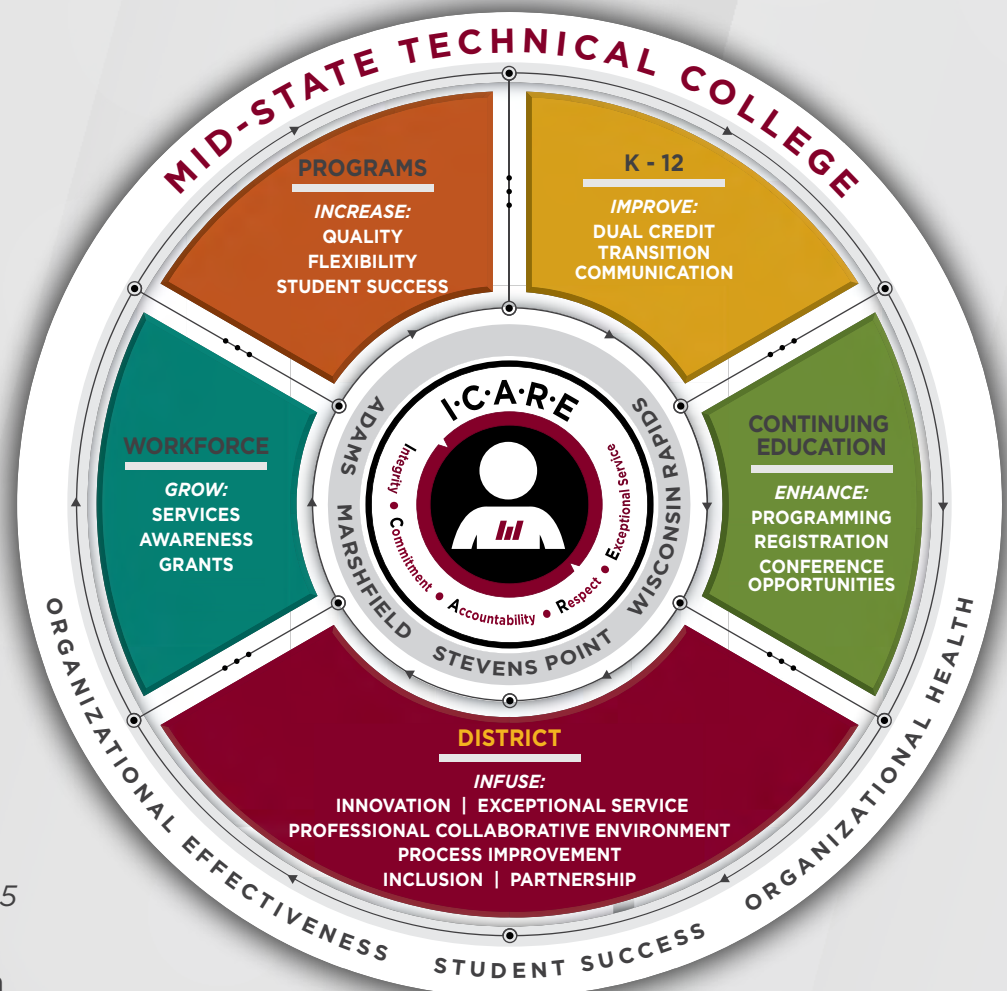 MID-STATE TECHNICAL COLLEGE
PROGRAMS
INCREASE:
QUALITY
FLEXIBILITY
STUDENT SUCCESS
K - 12
IMPROVE:
DUAL CREDIT
TRANSITION
COMMUNICATION
WORKFORCE
GROW:
SERVICES
AWARENESS
GRANTS
I·C·A·R·E
Integrity • Commitment • Accountability • Respect • Exceptional Service
ADAMS MARSHFIELD STEVENS POINT WISCONSIN RAPIDS
CONTINUING
EDUCATION
ENHANCE:
PROGRAMMING
REGISTRATION
CONFERENCE
OPPORTUNITIES
DISTRICT
INFUSE:
INNOVATION | EXCEPTIONAL SERVICE
PROFESSIONAL COLLABORATIVE ENVIRONMENT
PROCESS IMPROVEMENT
INCLUSION | PARTNERSHIP
ORGANIZATIONAL EFFECTIVENESS
STUDENT SUCCESS
ORGANIZATIONAL HEALTH
5